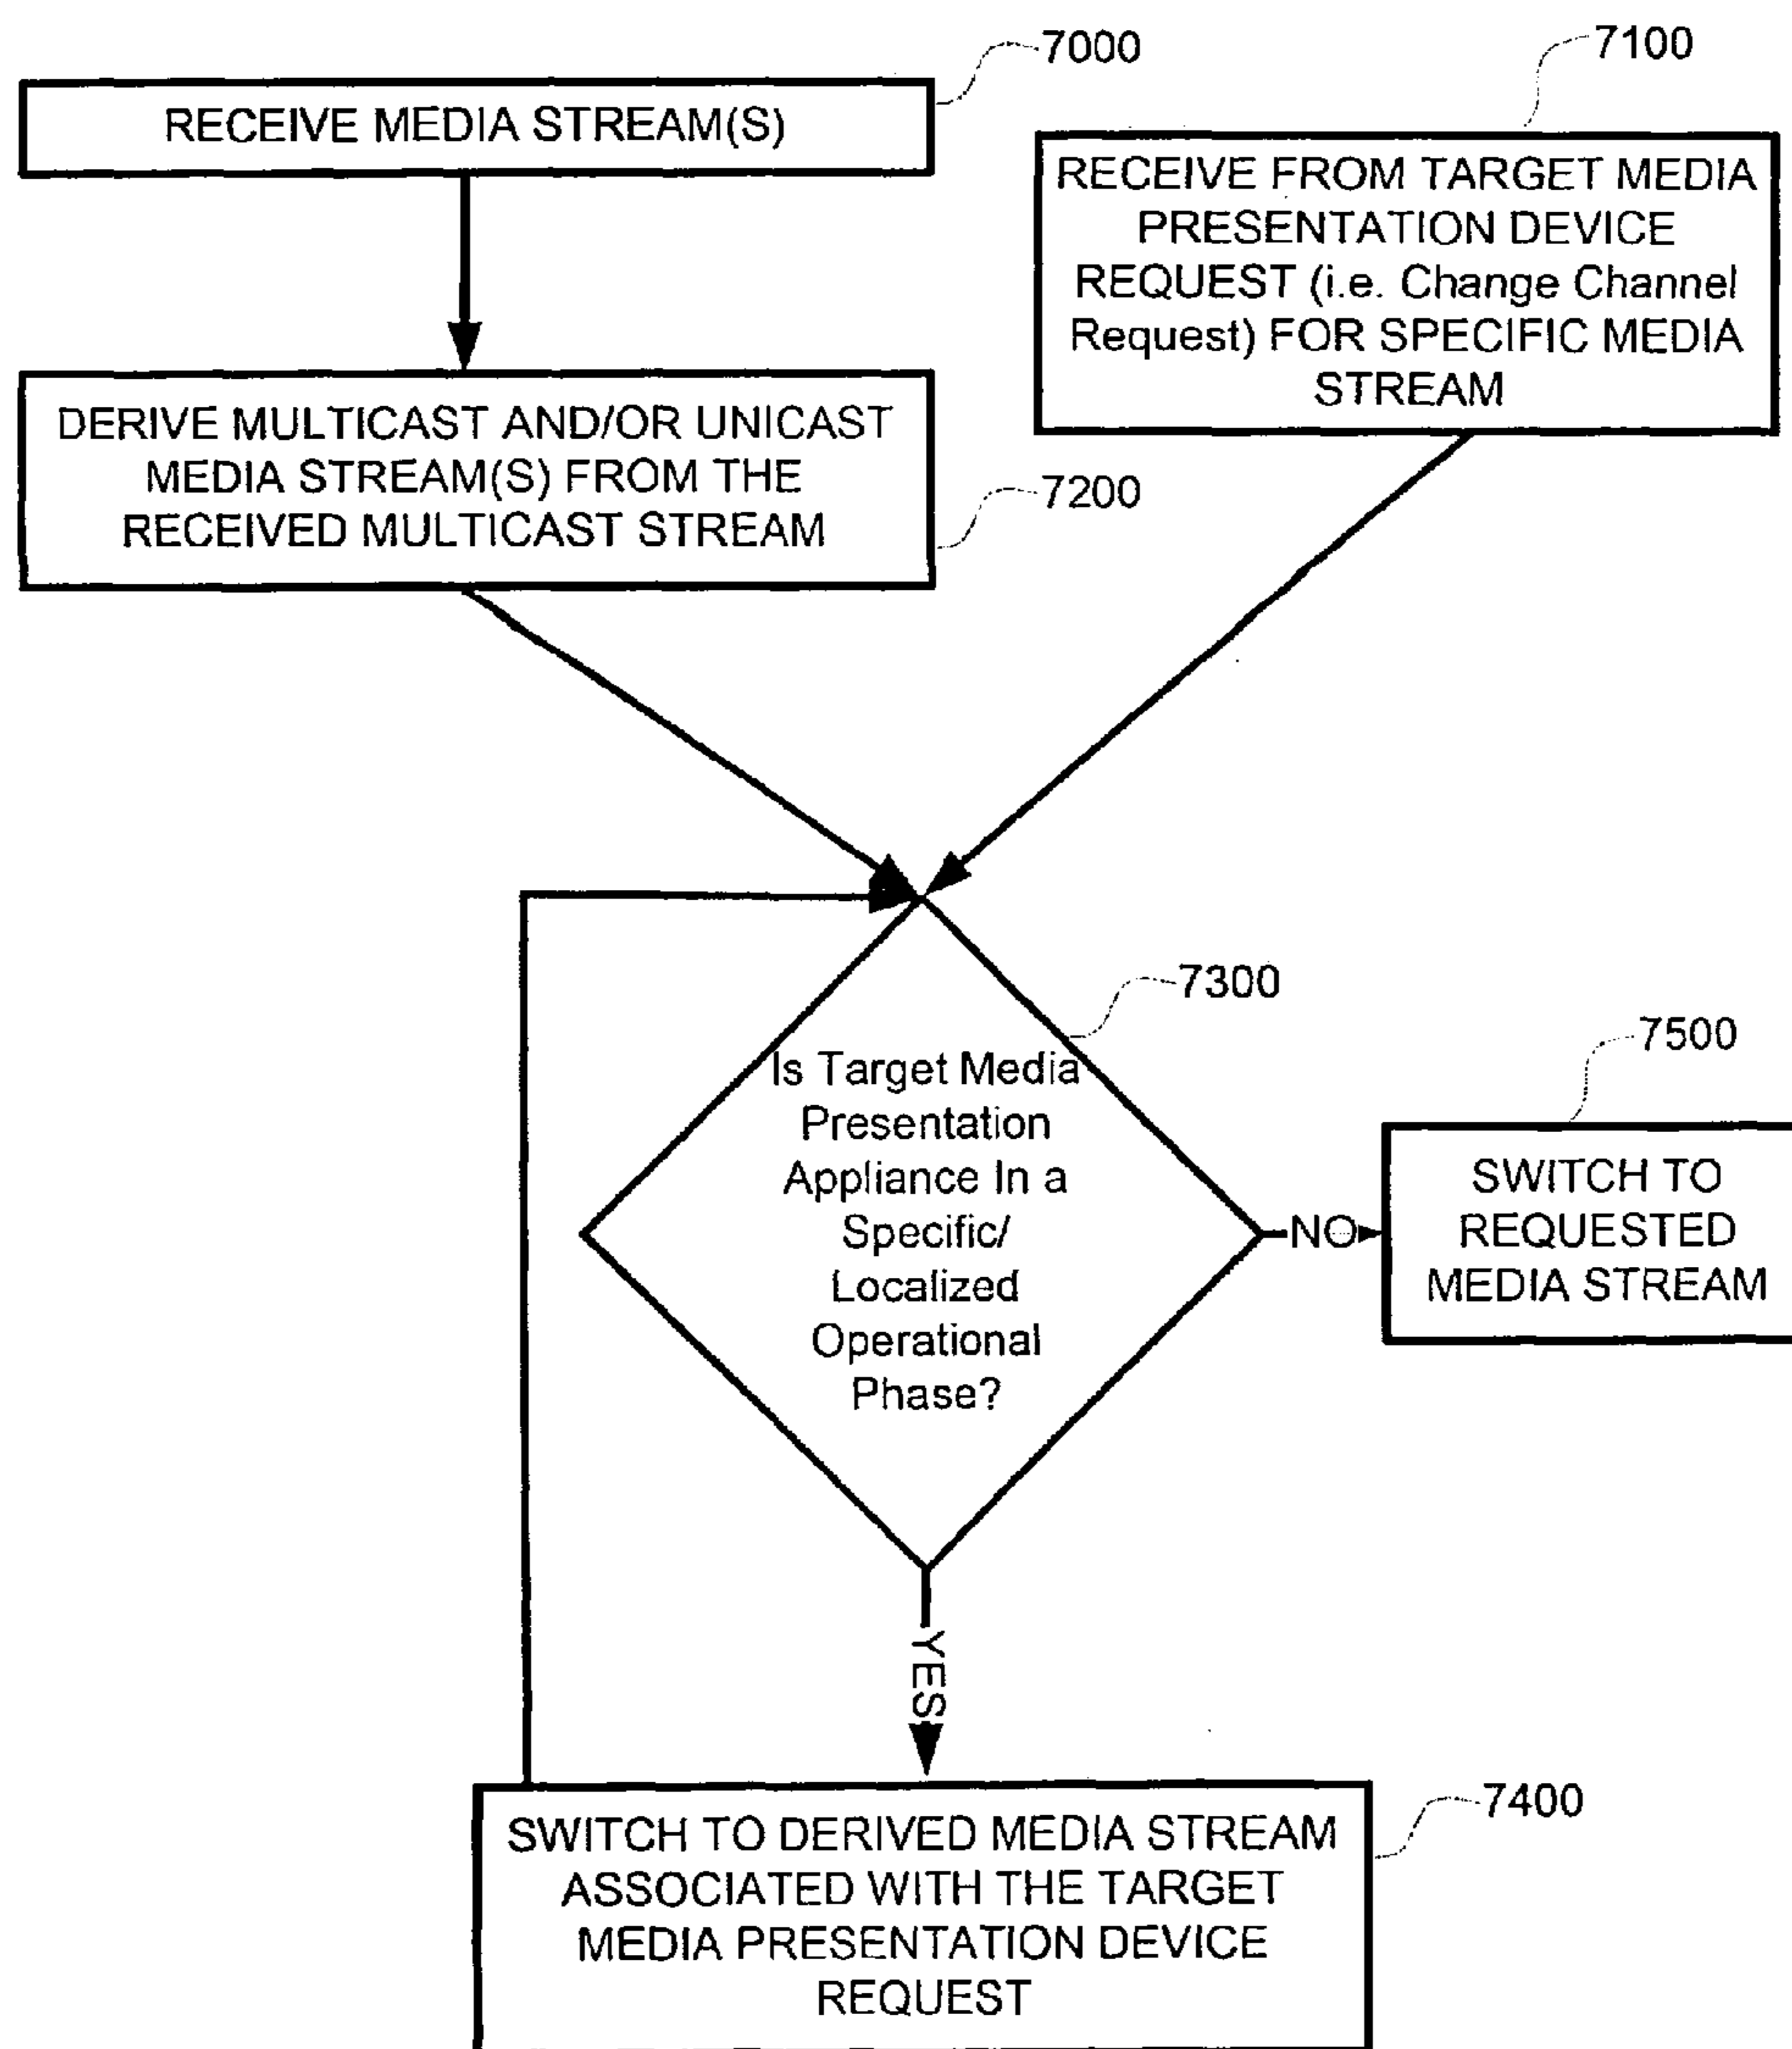 7000
RECEIVE MEDIA STREAM(S)
7100
RECEIVE FROM TARGET MEDIA
PRESENTATION DEVICE
REQUEST (i.e. Change Channel
Request) FOR SPECIFIC MEDIA
STREAM
DERIVE MULTICAST AND/OR UNICAST
MEDIA STREAM(S) FROM THE
RECEIVED MULTICAST STREAM
7200
7300
Is Target Media
Presentation
Appliance In a
Specific/
Localized
Operational
Phase?
NO
7500
SWITCH TO
REQUESTED
MEDIA STREAM
YES
7400
SWITCH TO DERIVED MEDIA STREAM
ASSOCIATED WITH THE TARGET
MEDIA PRESENTATION DEVICE
REQUEST